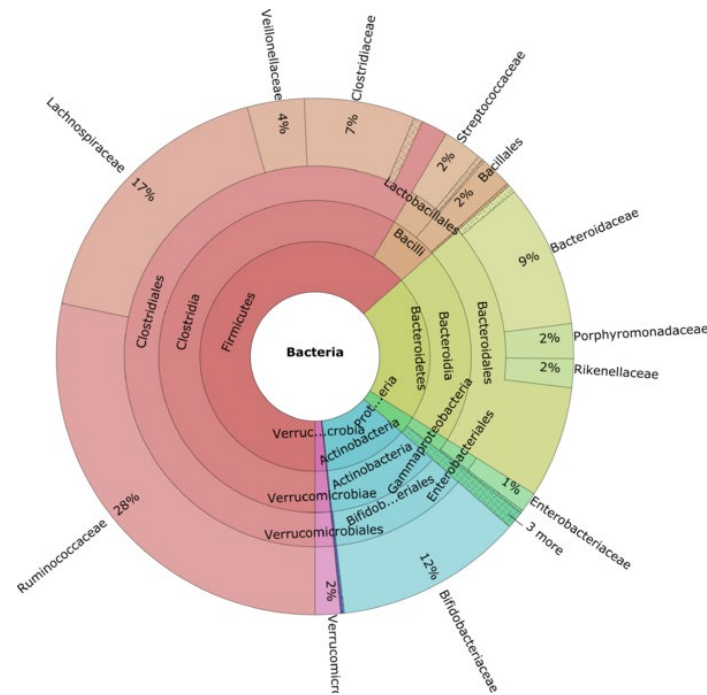 Veillonellaceae
4%
Clostridiaceae
7%
Streptococcaceae
2%
Bacillales
2%
Lachnospiraceae
17%
Lactobacillales
Bacilli
Bacteroidaceae
9%
Clostridiales
Clostridia
Firmicutes
Bacteria
Bacteroidetes
Bacteroidia
Bacteroidales
Porphyromonadaceae
2%
Rikenellaceae
2%
Prot...eria
Verruc...crobia
Actinobacteria
Actinobacteria
Gammaproteobacteria
Enterobacteriales
Bifidob...eriales
Verrucomicrobiae
Verrucomicrobiales
1%
Enterobacteriaceae
3 more
Ruminococcaceae
28%
2%
12%
Bifidobacteriaceae